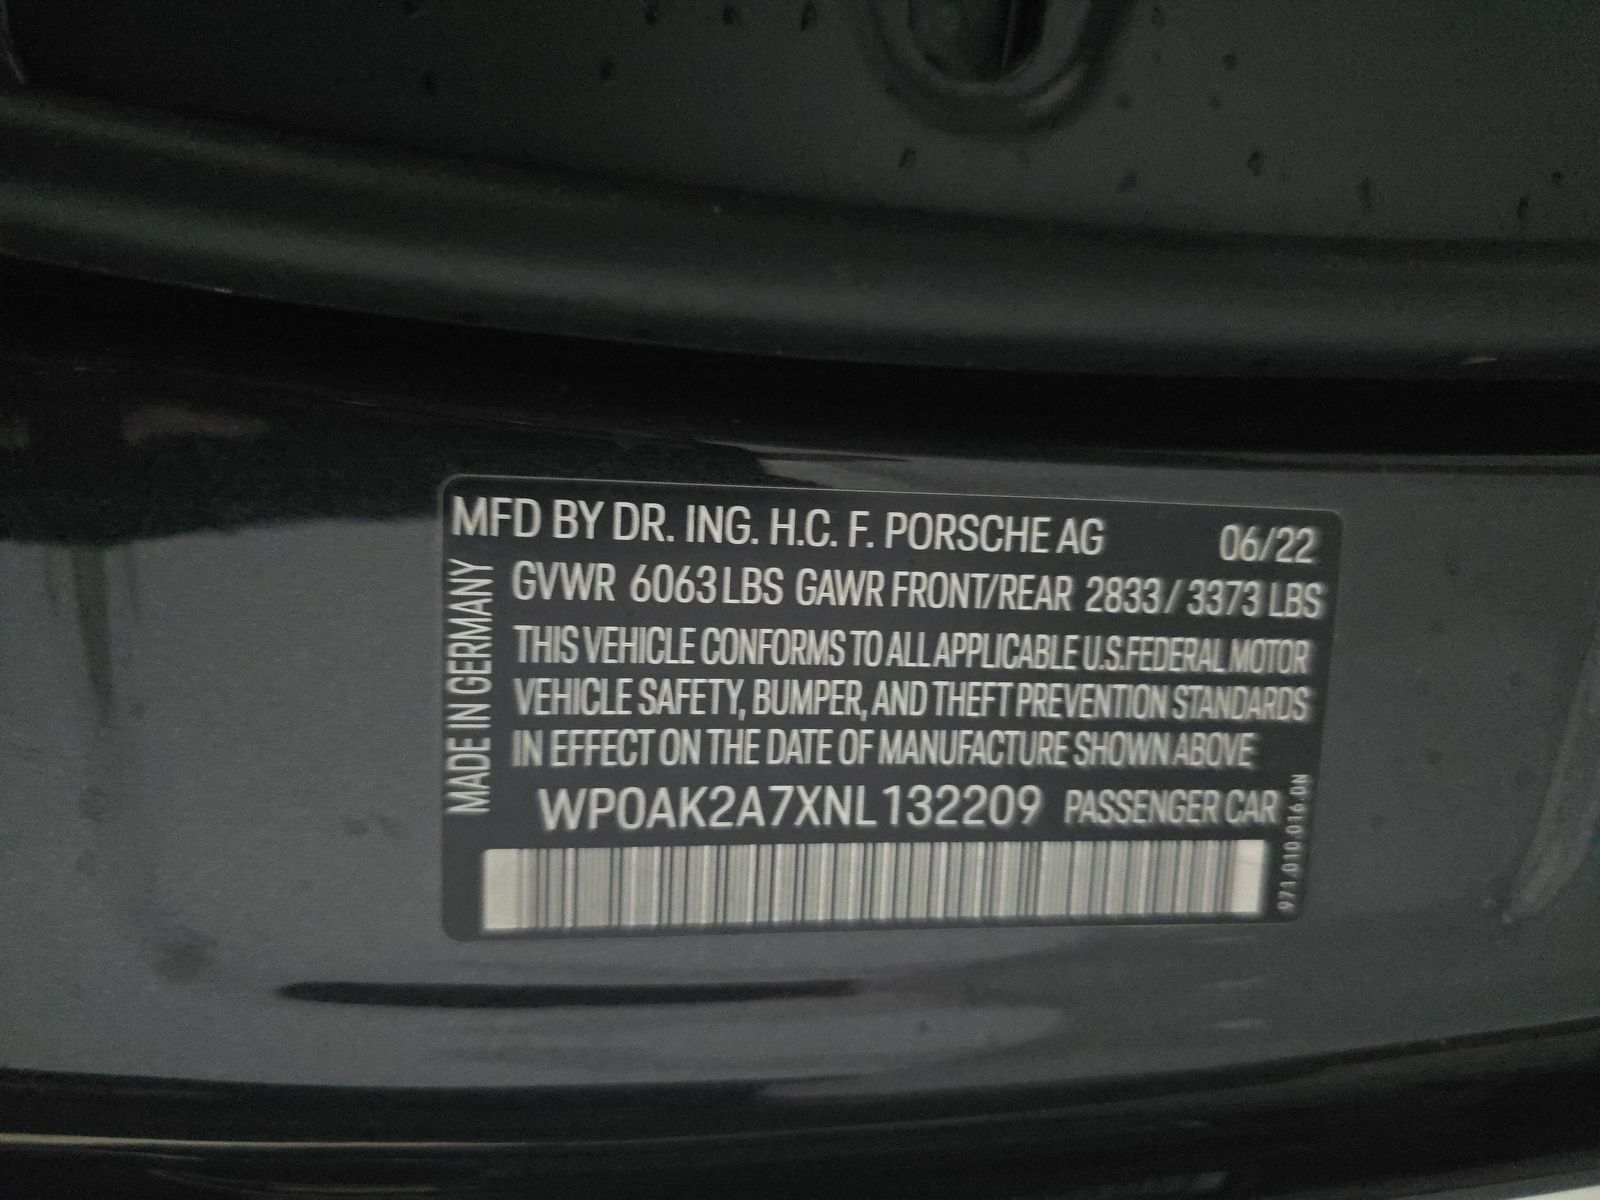 MFD BY DR. ING. H.C. F. PORSCHE AG 06/22
GVWR 6063 LBS GAWR FRONT/REAR 2833 / 3373 LBS
THIS VEHICLE CONFORMS TO ALL APPLICABLE U.S. FEDERAL MOTOR
VEHICLE SAFETY, BUMPER, AND THEFT PREVENTION STANDARDS
IN EFFECT ON THE DATE OF MANUFACTURE SHOWN ABOVE
WP0AK2A7XNL132209 PASSENGER CAR
MADE IN GERMANY
971.010.016.DN